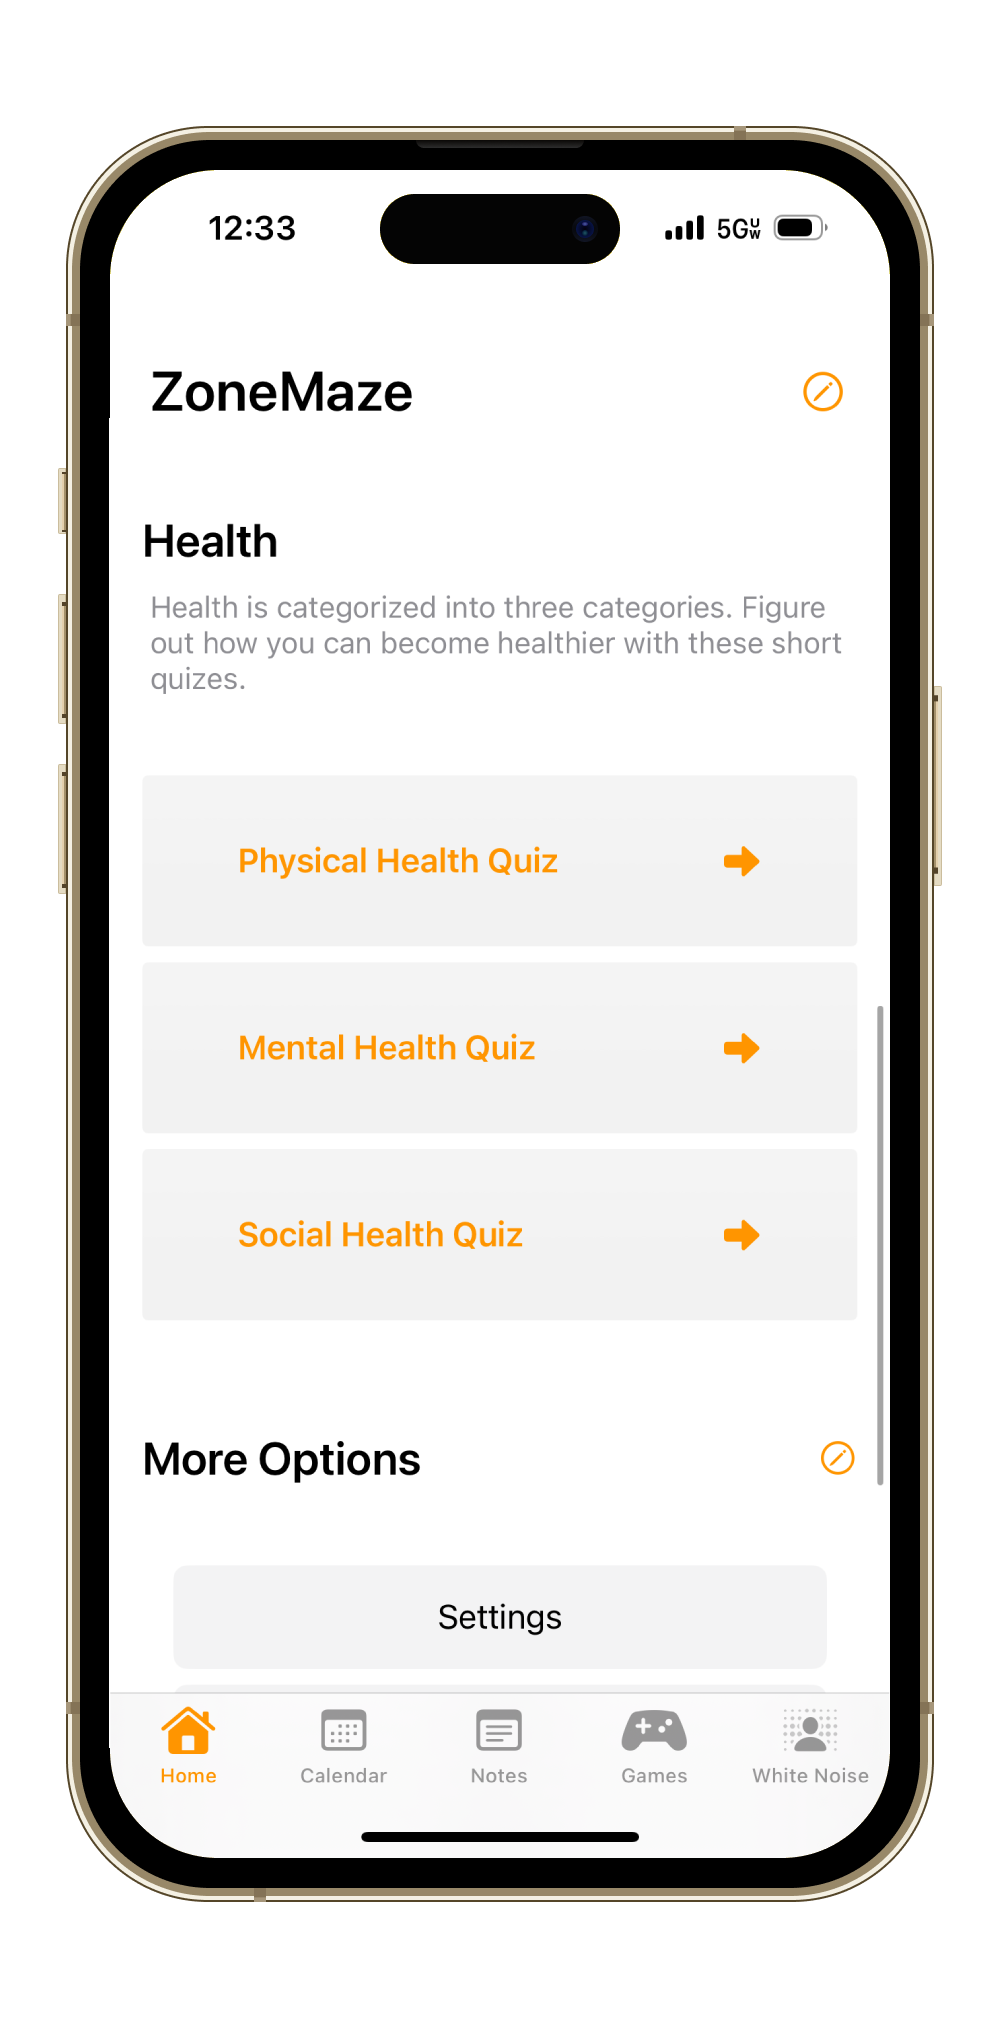 12:33
5GUW
ZoneMaze
Health
Health is categorized into three categories. Figure
out how you can become healthier with these short
quizes.
Physical Health Quiz
Mental Health Quiz
Social Health Quiz
More Options
Settings
Home
Calendar
Notes
Games
White Noise